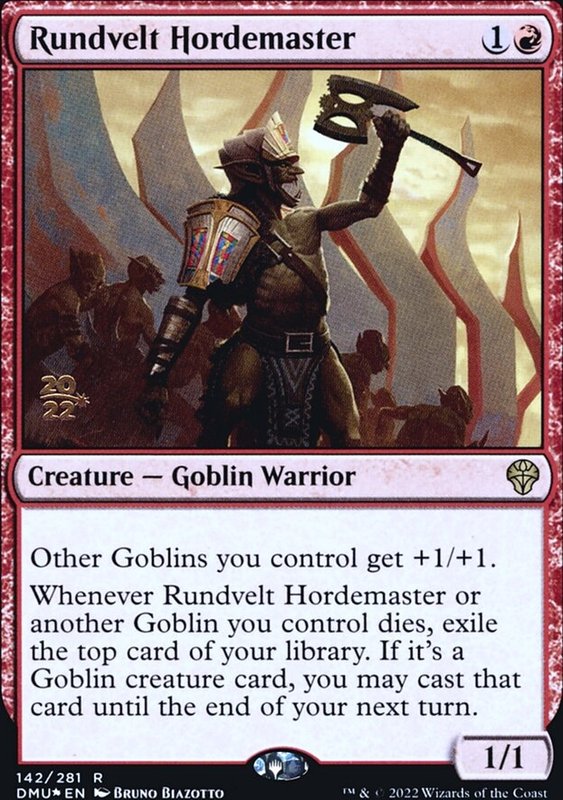 Rundvelt Hordemaster 1
20
22
Creature — Goblin Warrior
Other Goblins you control get +1/+1.
Whenever Rundvelt Hordemaster or
another Goblin you control dies, exile
the top card of your library. If it's a
Goblin creature card, you may cast that
card until the end of your next turn.
1/1
142/281 R
DMU★EN Bruno Biazotto
™ & © 2022 Wizards of the Coast